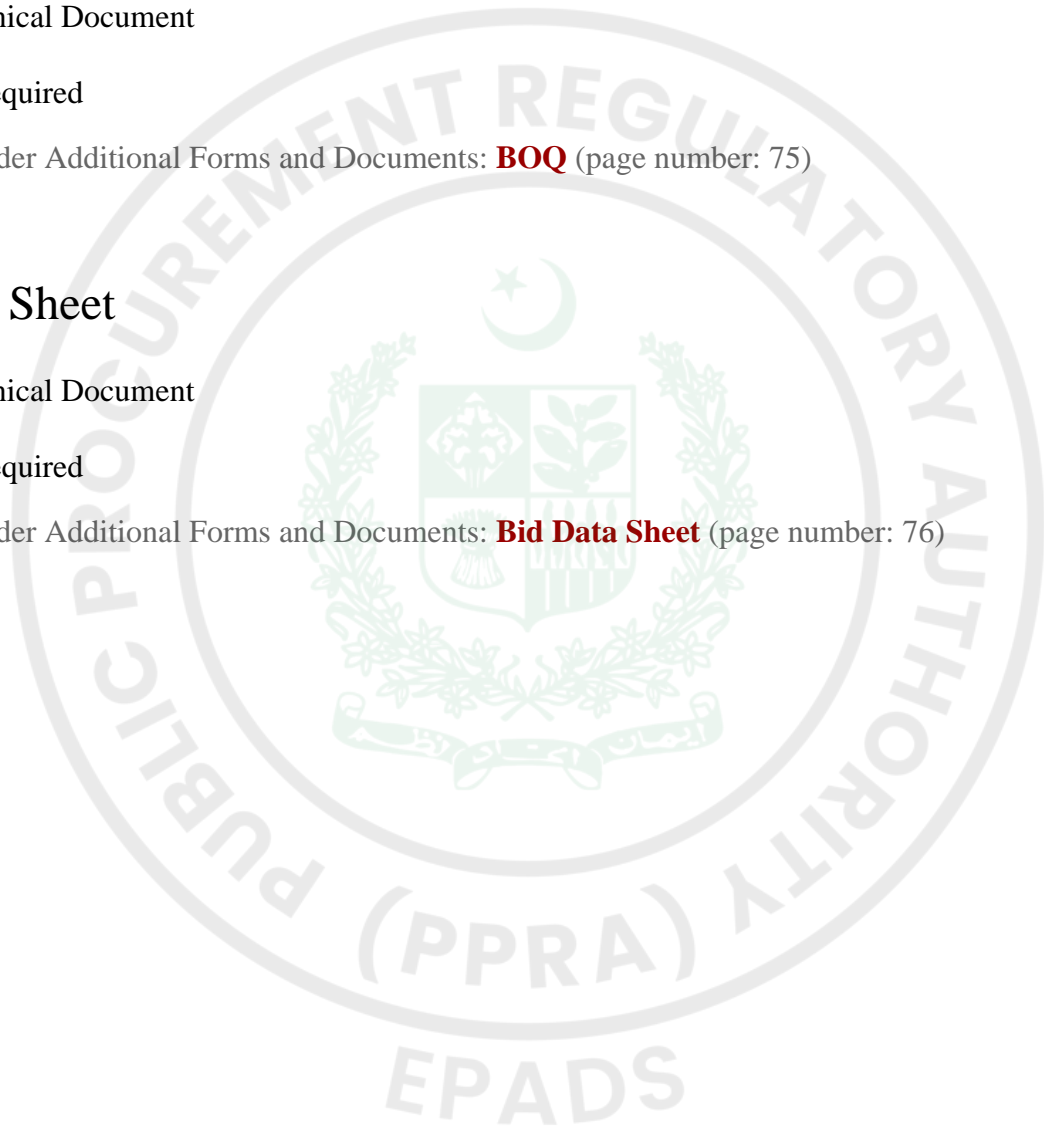 nical Document
equired
der Additional Forms and Documents: BOQ (page number: 75)
Sheet
nical Document
equired
der Additional Forms and Documents: Bid Data Sheet (page number: 76)
PUBLIC PROCUREMENT REGULATORY AUTHORITY
(PPRA)
EPADS